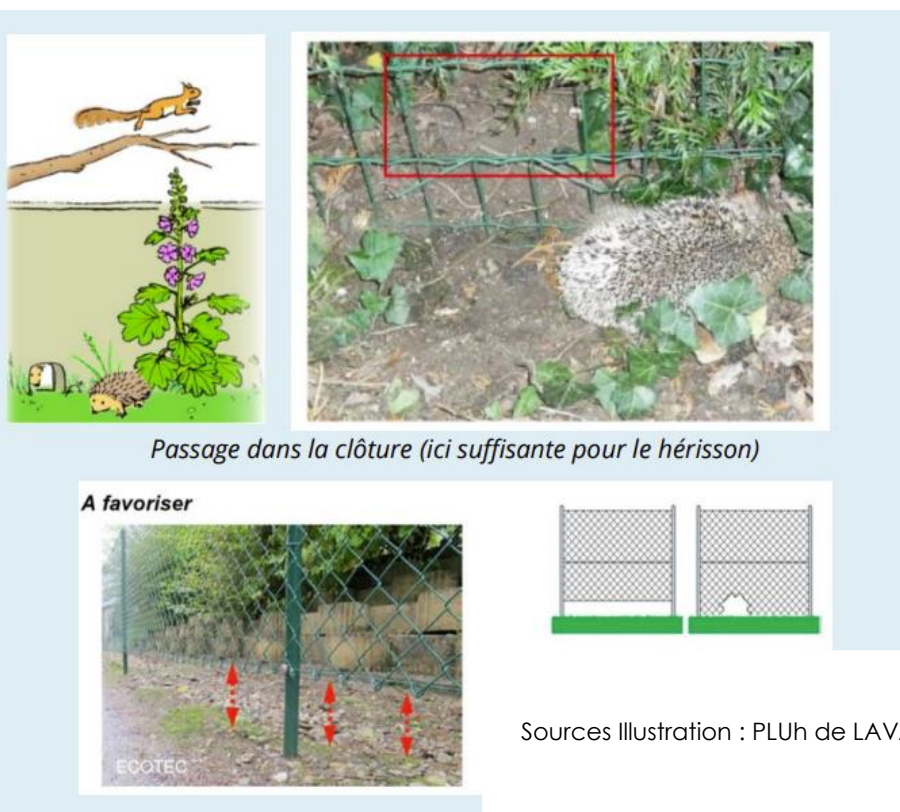 Passage dans la clôture (ici suffisante pour le hérisson)
A favoriser
ECOTEC
Sources Illustration : PLUh de LAV